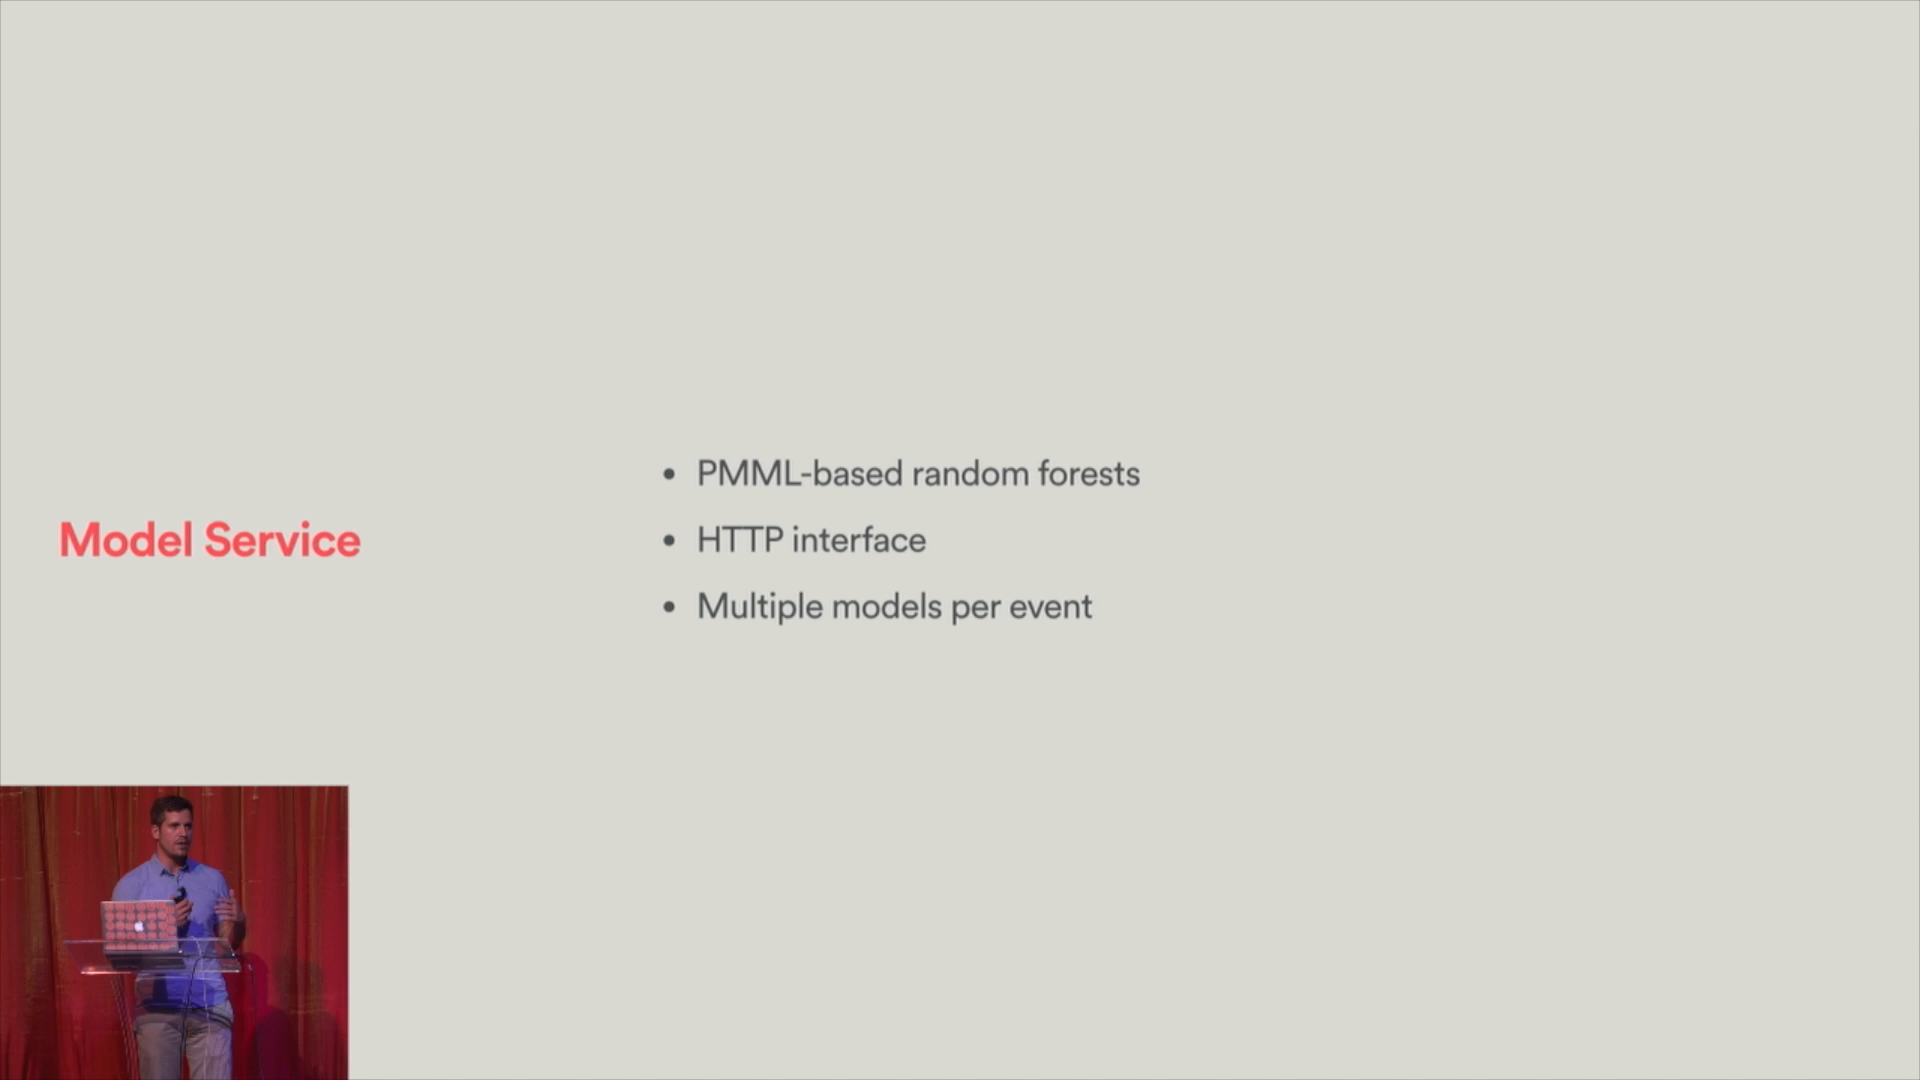 Model Service
• PMML-based random forests
• HTTP interface
• Multiple models per event